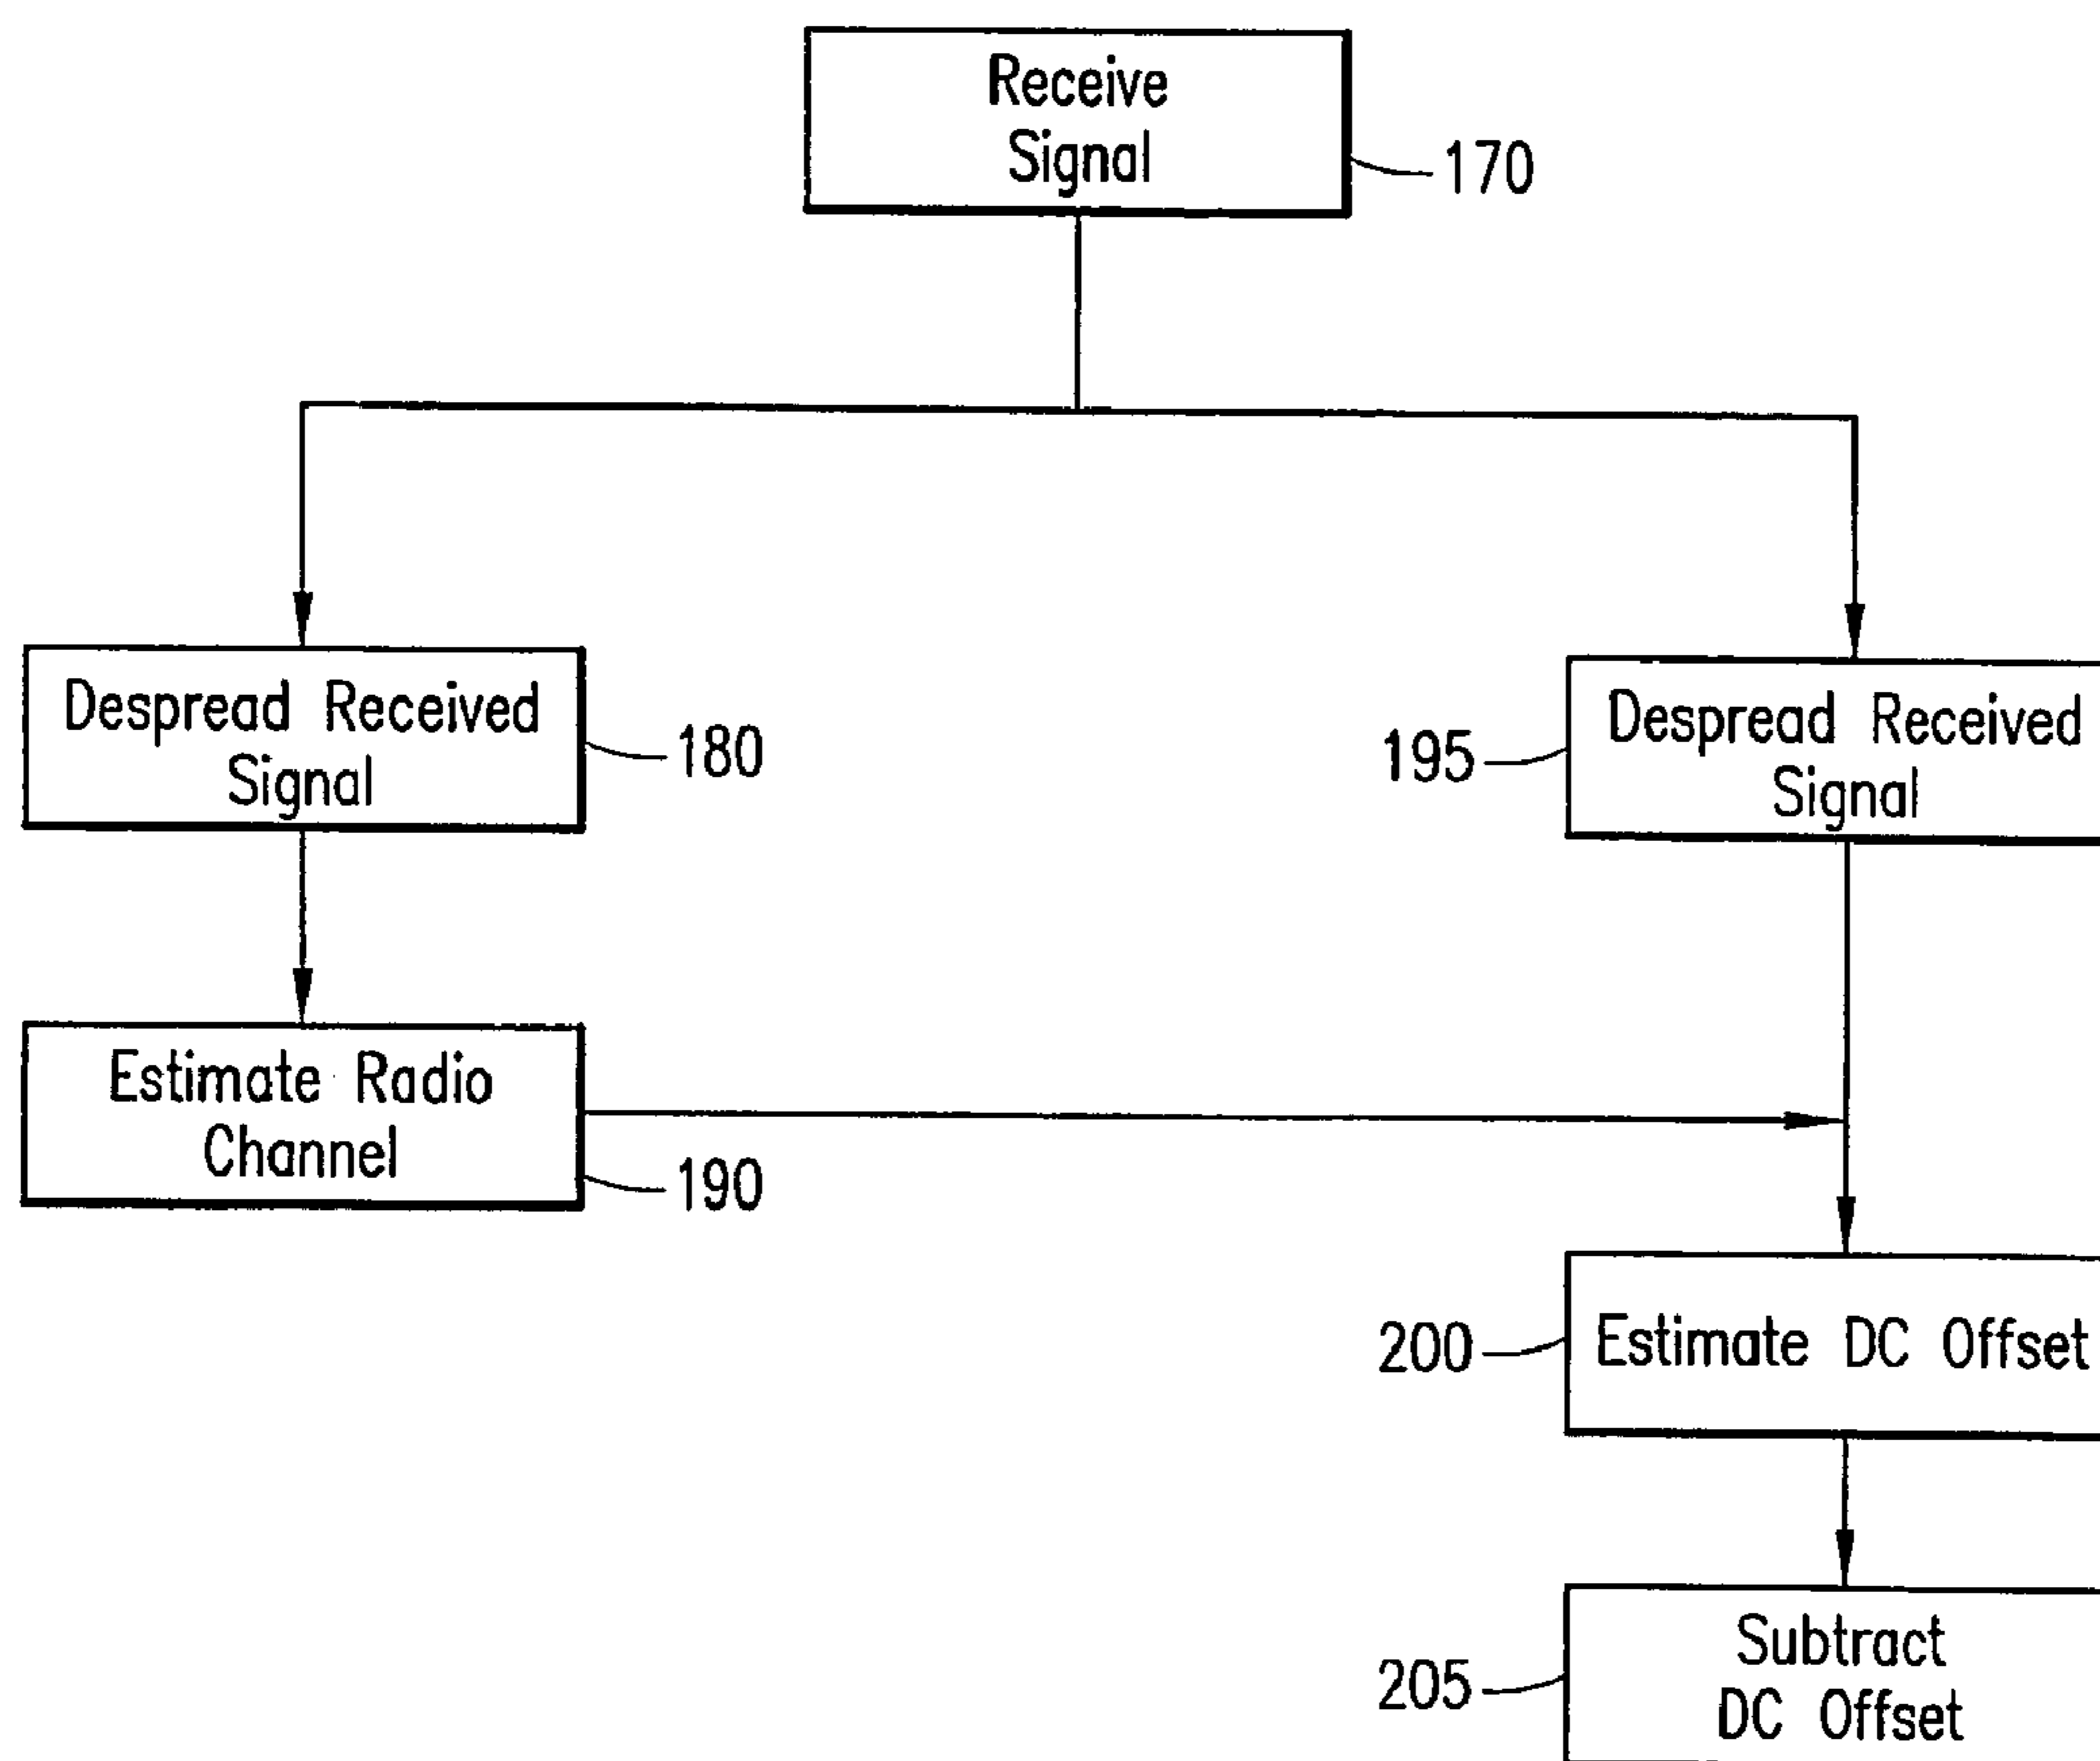 Receive
Signal
170
Despread Received
Signal
180
195
Despread Received
Signal
Estimate Radio
Channel
190
200
Estimate DC Offset
205
Subtract
DC Offset